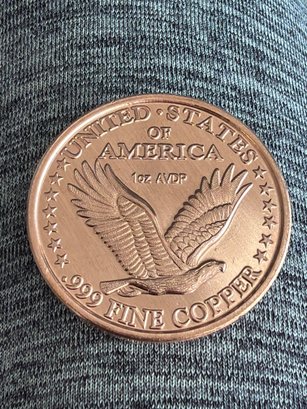 UNITED · STATES
OF
AMERICA
1oz AVDP
.999 FINE COPPER